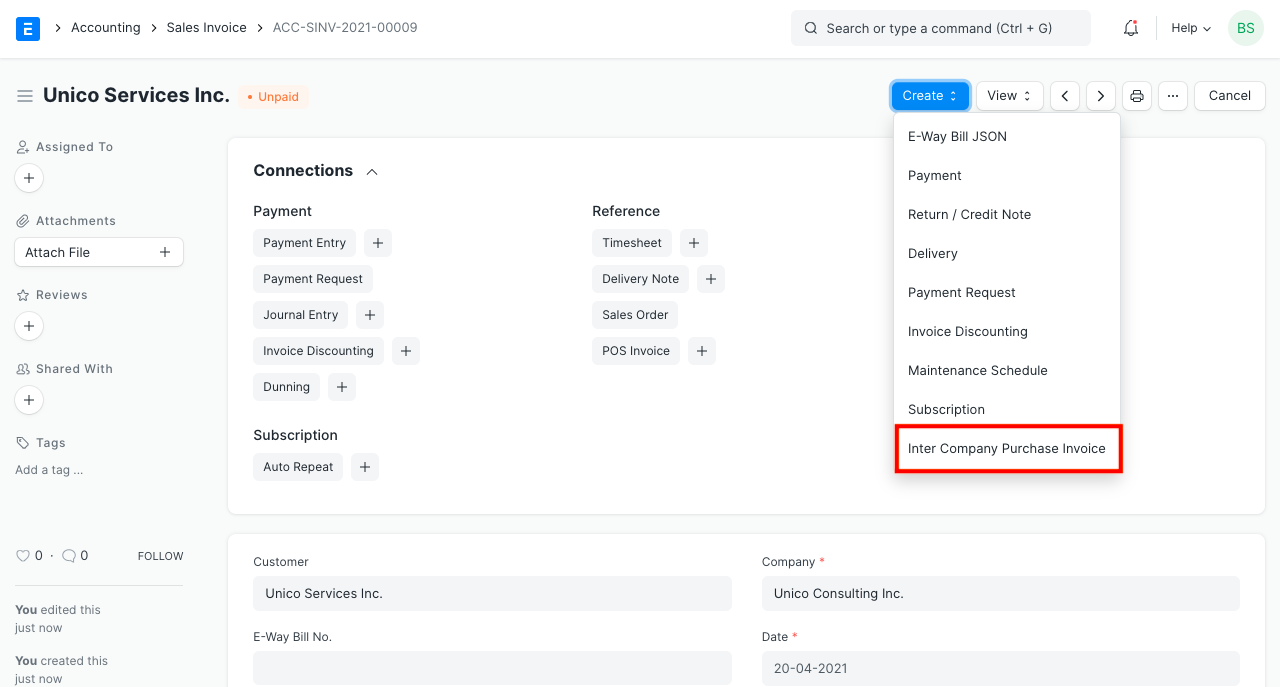 E
Accounting
Sales Invoice
ACC-SINV-2021-00009
Search or type a command (Ctrl + G)
Help
BS
Unico Services Inc.
Unpaid
Create
View
Cancel
E-Way Bill JSON
Payment
Return / Credit Note
Delivery
Payment Request
Invoice Discounting
Maintenance Schedule
Subscription
Inter Company Purchase Invoice
Assigned To
Attachments
Attach File
Reviews
Shared With
Tags
Add a tag ...
0 · 0
FOLLOW
You edited this
just now
You created this
just now
Connections
Payment
Payment Entry
Payment Request
Journal Entry
Invoice Discounting
Dunning
Subscription
Auto Repeat
Reference
Timesheet
Delivery Note
Sales Order
POS Invoice
Customer
Unico Services Inc.
Company *
Unico Consulting Inc.
E-Way Bill No.
Date *
20-04-2021